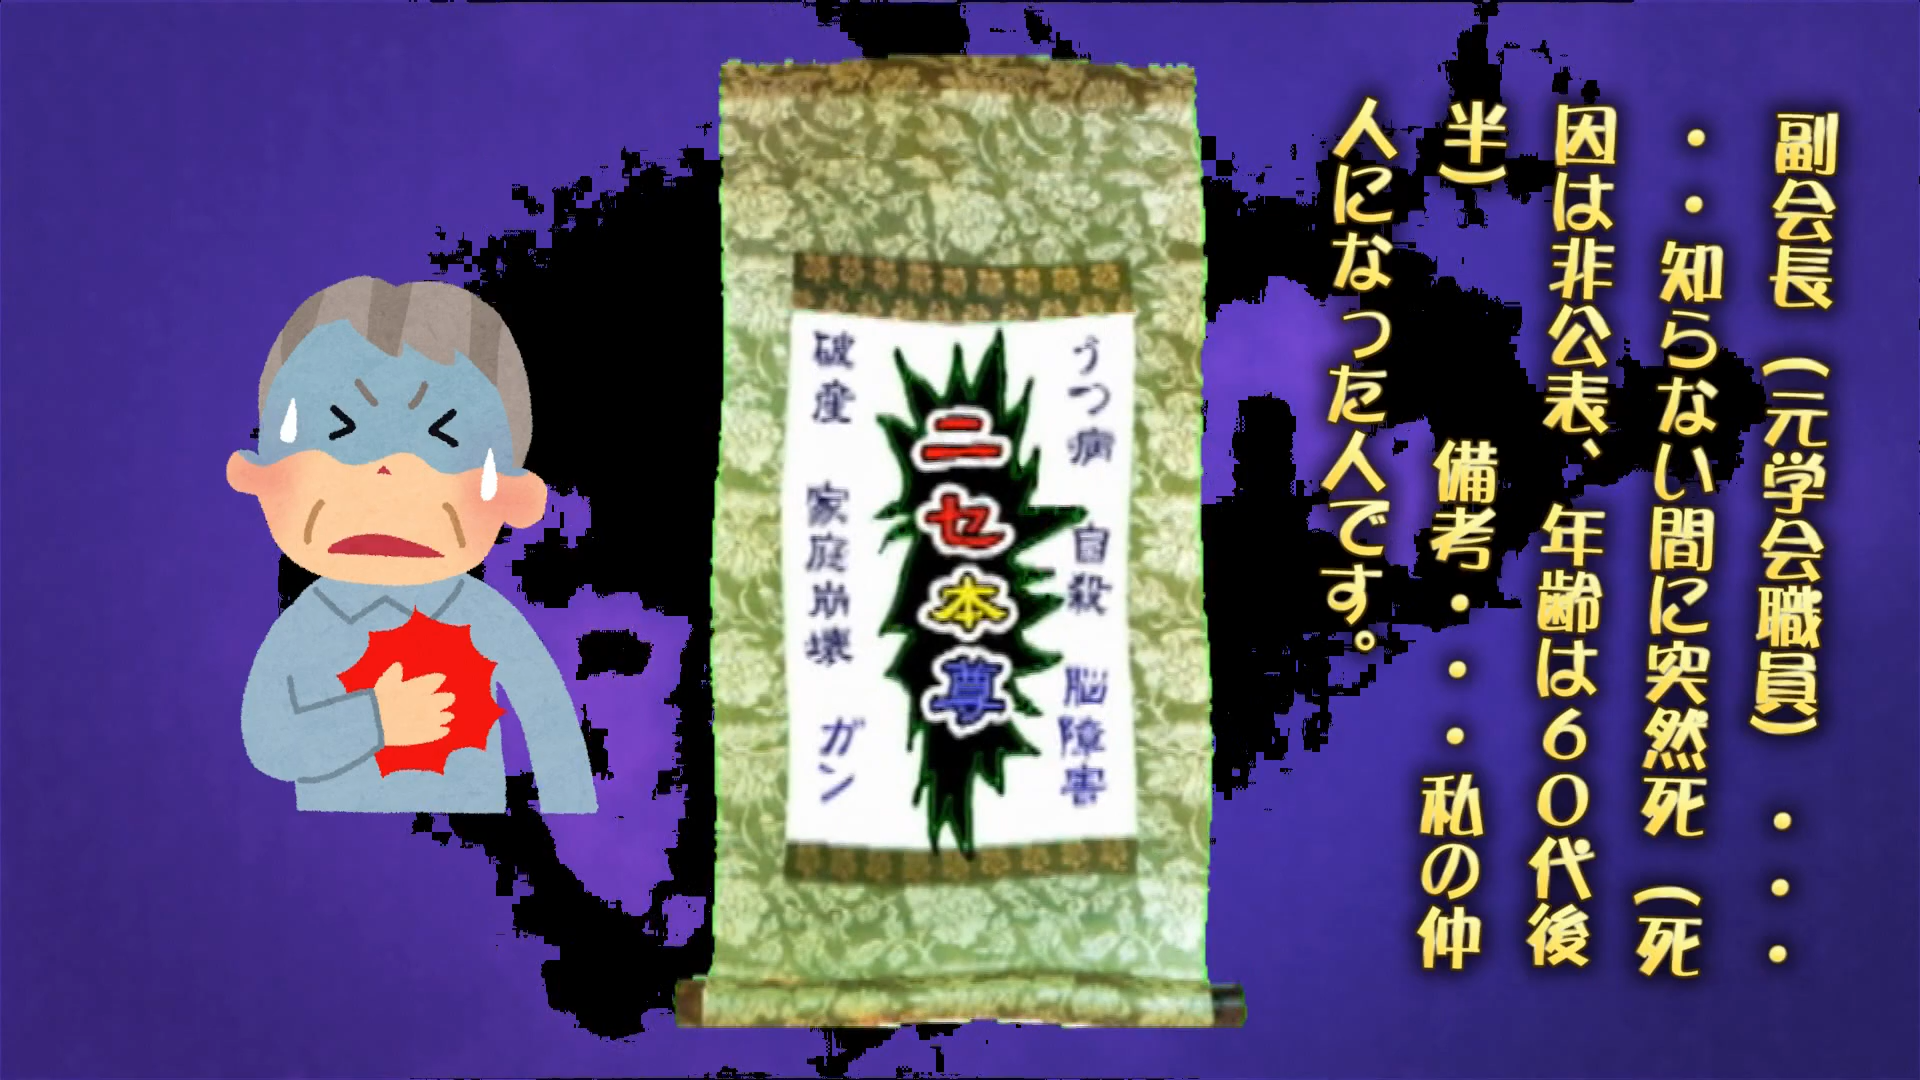 副会長（元学会職員）・・・
・・知らない間に突然死（死
因は非公表、年齢は６０代後
半）　　　備考・・・私の仲
人になった人です。
うつ病　自殺　脳障害
ニセ本尊
破産　家庭崩壊　ガン